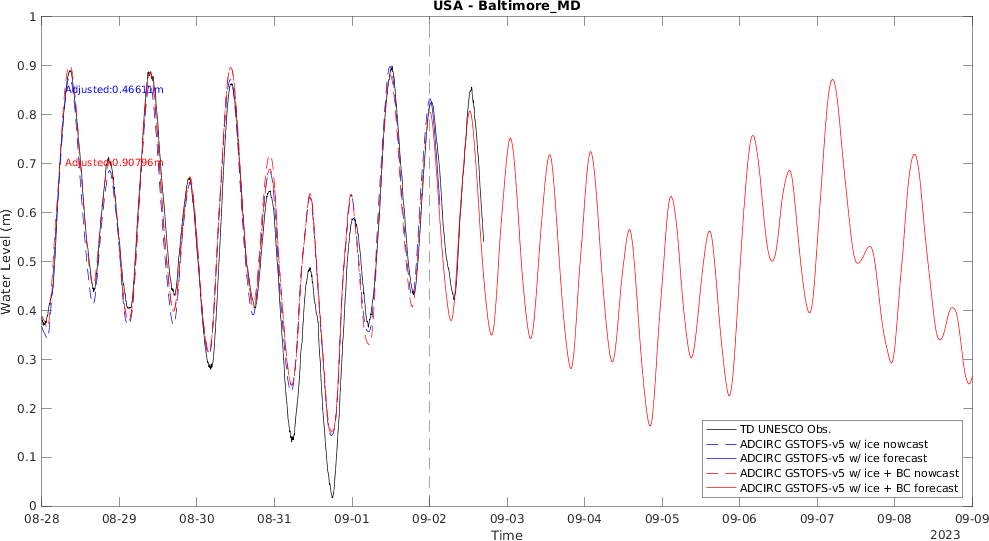 USA - Baltimore_MD
1
0.9
0.8
0.7
0.6
0.5
0.4
0.3
0.2
0.1
0
Water Level (m)
Adjusted:0.46611m
Adjusted:0.90796m
TD UNESCO Obs.
ADCIRC GSTOFS-v5 w/ ice nowcast
ADCIRC GSTOFS-v5 w/ ice forecast
ADCIRC GSTOFS-v5 w/ ice + BC nowcast
ADCIRC GSTOFS-v5 w/ ice + BC forecast
08-28 08-29 08-30 08-31 09-01 09-02 09-03 09-04 09-05 09-06 09-07 09-08 09-09
Time
2023